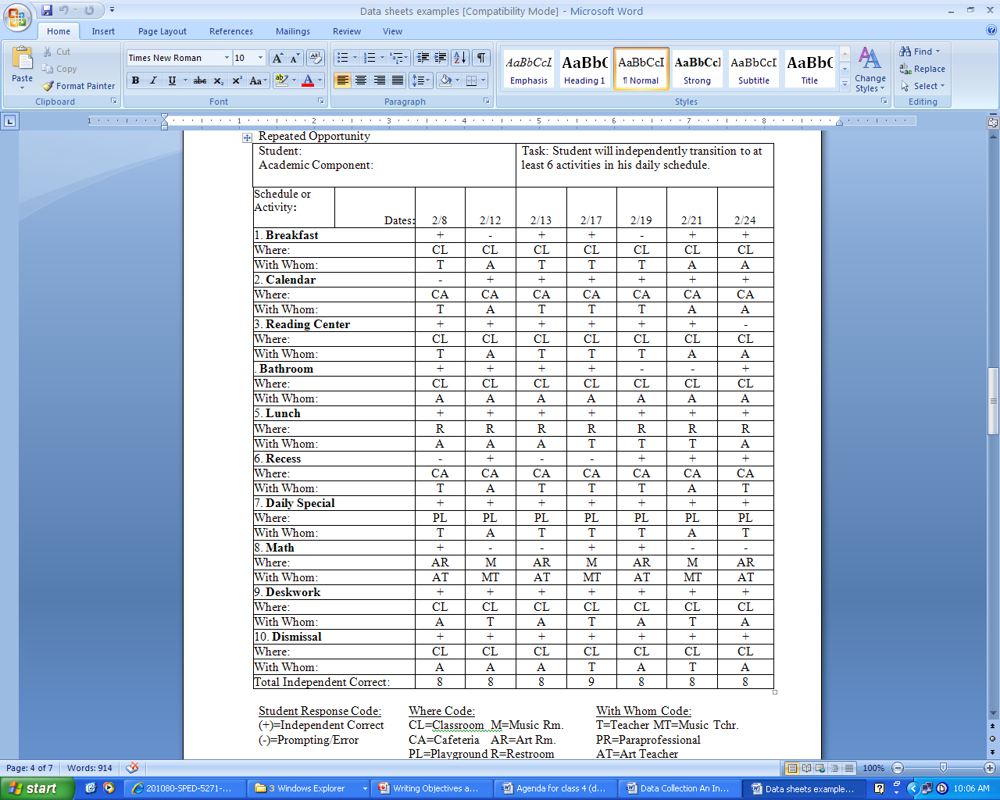 Data sheets examples [Compatibility Mode] - Microsoft Word
Home Insert Page Layout References Mailings Review View
Cut
Copy
Format Painter
Paste
Clipboard
Times New Roman 10
Font
Paragraph
AaBbCcI AaBbC AaBbCcI AaBbCcI AaBbCcI AaBbC
Emphasis Heading 1 ¶ Normal Strong Subtitle Title
Change Styles
Styles
Find
Replace
Select
Editing
1 1 2 3 4 5 6 7 8
Repeated Opportunity
Student:
Academic Component:
Task: Student will independently transition to at
least 6 activities in his daily schedule.
Schedule or
Activity:
Dates: 2/8 2/12 2/13 2/17 2/19 2/21 2/24
1. Breakfast + - + + - + +
Where: CL CL CL CL CL CL CL
With Whom: T A T T T A A
2. Calendar - + + + + + +
Where: CA CA CA CA CA CA CA
With Whom: T A T T T A A
3. Reading Center + + + + + + -
Where: CL CL CL CL CL CL CL
With Whom: T A T T T A A
. Bathroom + + + + - - +
Where: CL CL CL CL CL CL CL
With Whom: A A A A A A A
5. Lunch + + + + + + +
Where: R R R R R R R
With Whom: A A A T T T A
6. Recess - + - - + + +
Where: CA CA CA CA CA CA CA
With Whom: T A T T T A T
7. Daily Special + + + + + + +
Where: PL PL PL PL PL PL PL
With Whom: T A T T T A T
8. Math + - - + + - -
Where: AR M AR M AR M AR
With Whom: AT MT AT MT AT MT AT
9. Deskwork + + + + + + +
Where: CL CL CL CL CL CL CL
With Whom: A T A T A T A
10. Dismissal + + + + + + +
Where: CL CL CL CL CL CL CL
With Whom: A A A T A T A
Total Independent Correct: 8 8 8 9 8 8 8
Student Response Code: Where Code: With Whom Code:
(+)=Independent Correct CL=Classroom M=Music Rm. T=Teacher MT=Music Tchr.
(-)=Prompting/Error CA=Cafeteria AR=Art Rm. PR=Paraprofessional
PL=Playground R=Restroom AT=Art Teacher
Page: 4 of 7 Words: 914 100%
start 201080-SPED-5271-... 3 Windows Explorer Writing Objectives a... Agenda for class 4 (d... Data Collection An In... Data sheets example... 10:06 AM